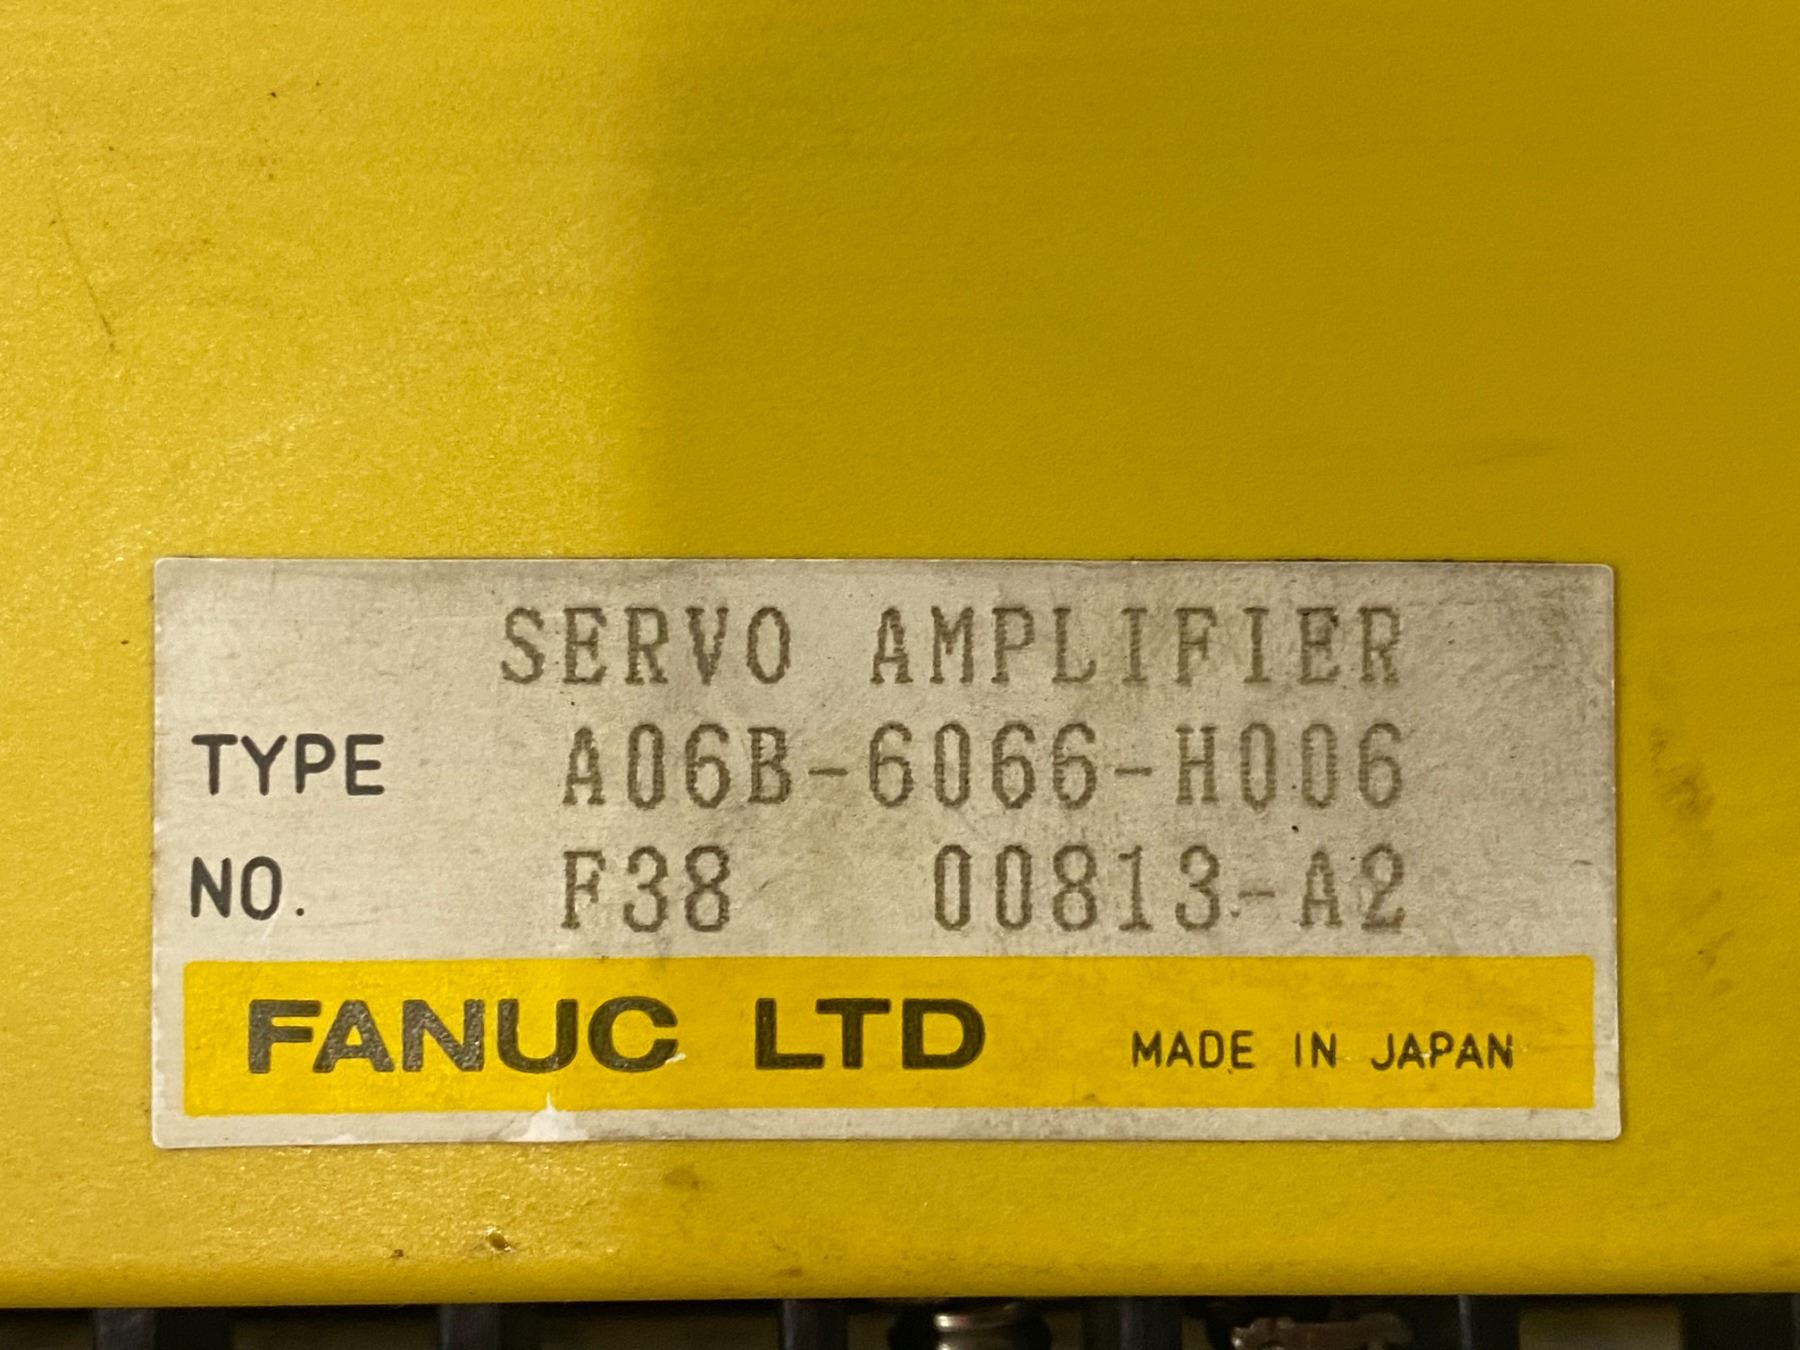 SERVO AMPLIFIER
TYPE A06B-6066-H006
NO. F38 00813-A2
FANUC LTD MADE IN JAPAN